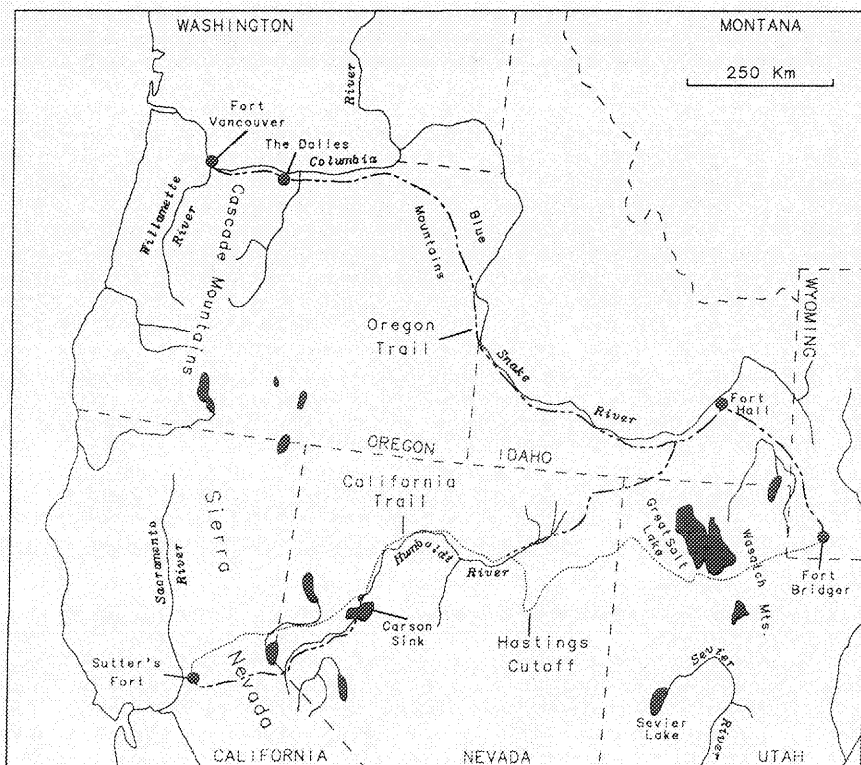 WASHINGTON
MONTANA
250 Km
River
Fort
Vancouver
The Dalles
Columbia
Willamette
River
Cascade Mountains
Blue
Mountains
WYOMING
Oregon
Trail
Snake
River
Fort
Hall
OREGON
IDAHO
California
Trail
Sierra
Nevada
Sacramento
River
Humboldt
River
Great Salt
Lake
Wasatch Mts.
Fort
Bridger
Carson
Sink
Hastings
Cutoff
Sutter's
Fort
Sevier
River
Sevier
Lake
CALIFORNIA
NEVADA
UTAH